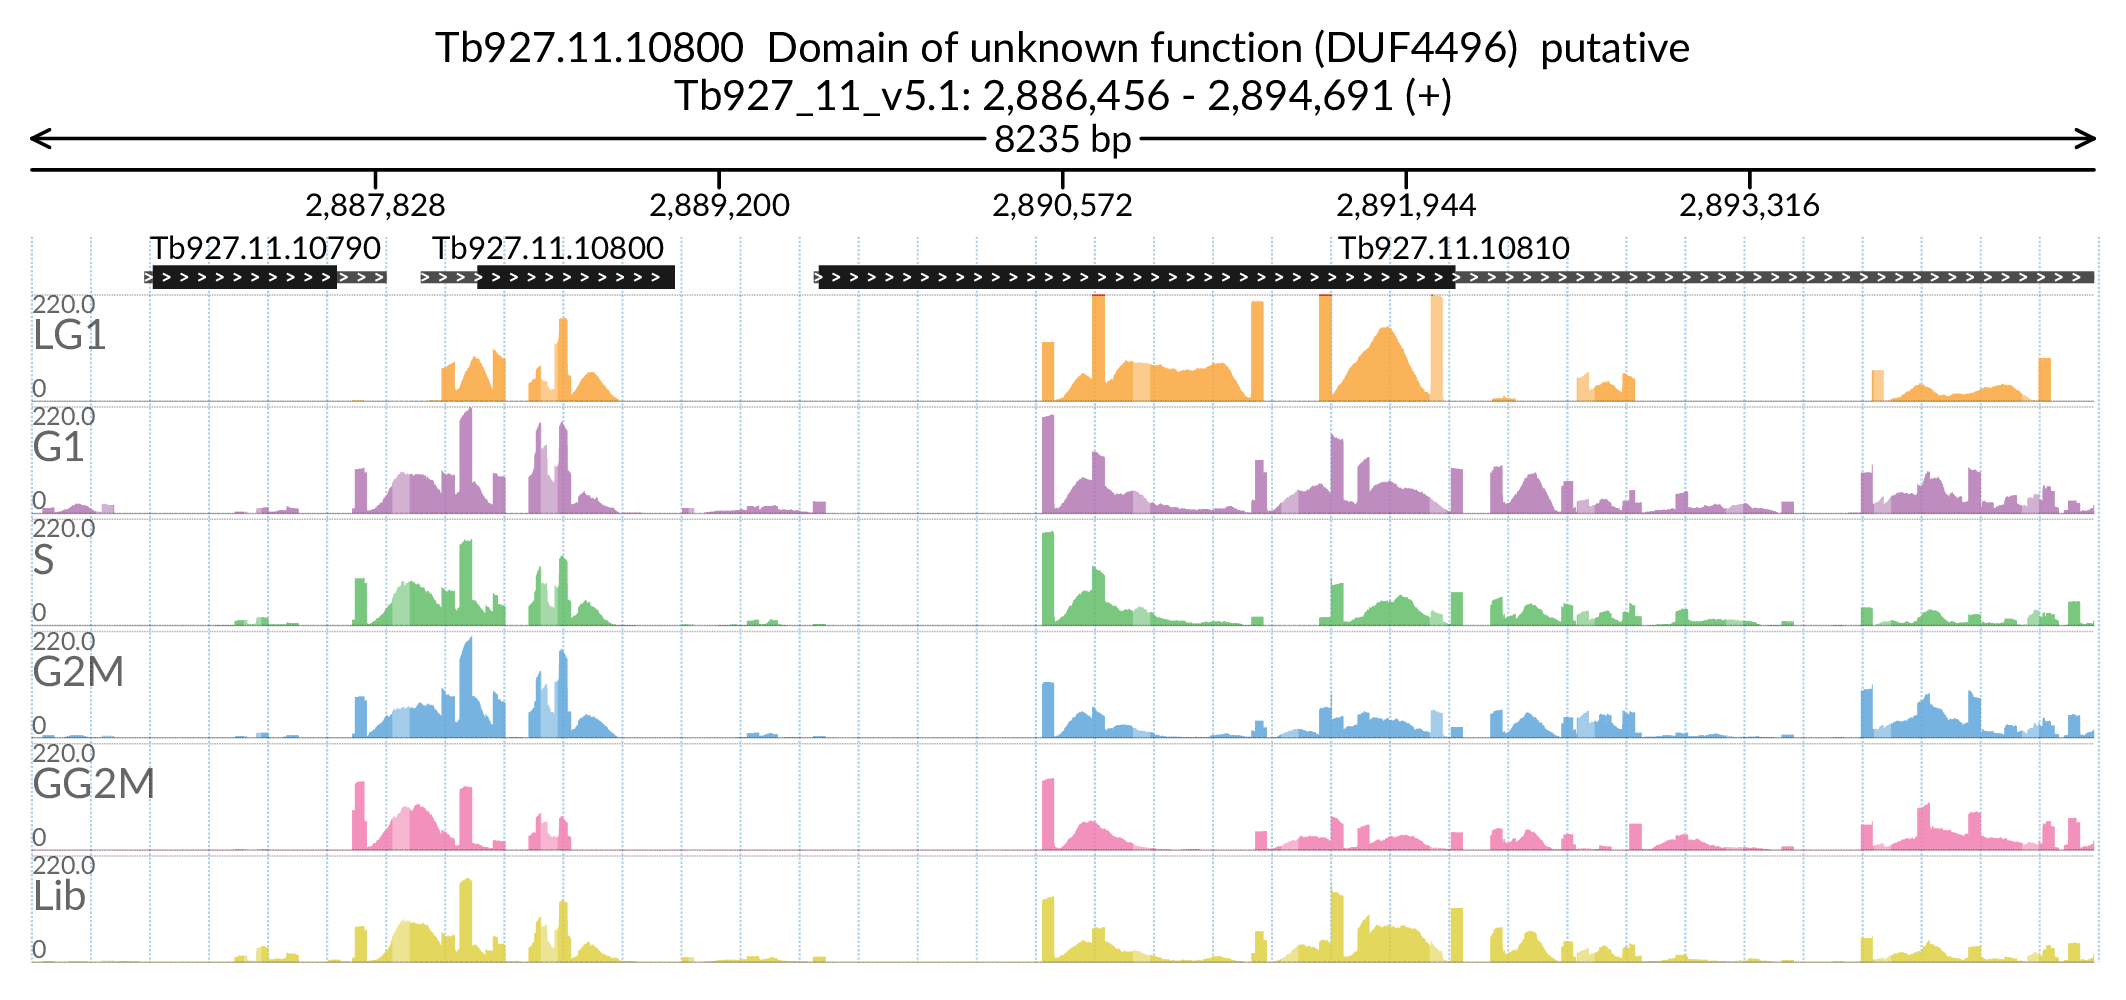 Tb927.11.10800  Domain of unknown function (DUF4496)  putative
Tb927_11_v5.1: 2,886,456 - 2,894,691 (+)
8235 bp
2,887,828 2,889,200 2,890,572 2,891,944 2,893,316
Tb927.11.10790 Tb927.11.10800 Tb927.11.10810
220.0
LG1
0
220.0
G1
0
220.0
S
0
220.0
G2M
0
220.0
GG2M
0
220.0
Lib
0